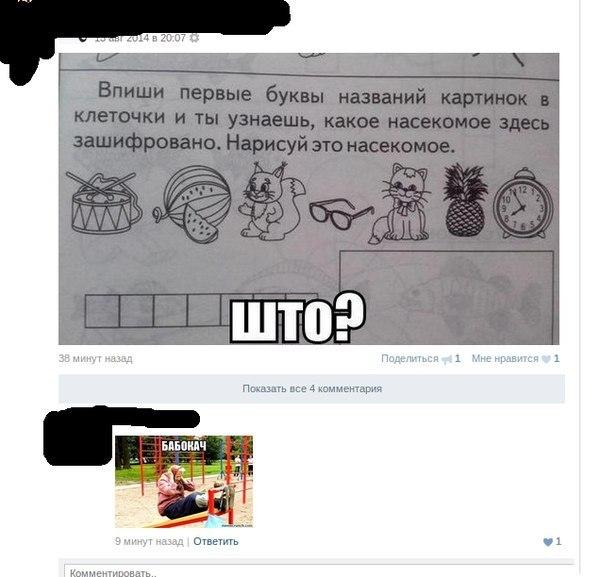 13 авг 2014 в 20:07
Впиши первые буквы названий картинок в
клеточки и ты узнаешь, какое насекомое здесь
зашифровано. Нарисуй это насекомое.
ШТО?
38 минут назад
Поделиться 1 Мне нравится 1
Показать все 4 комментария
БАБОКАЧ
9 минут назад | Ответить
1
Комментировать..